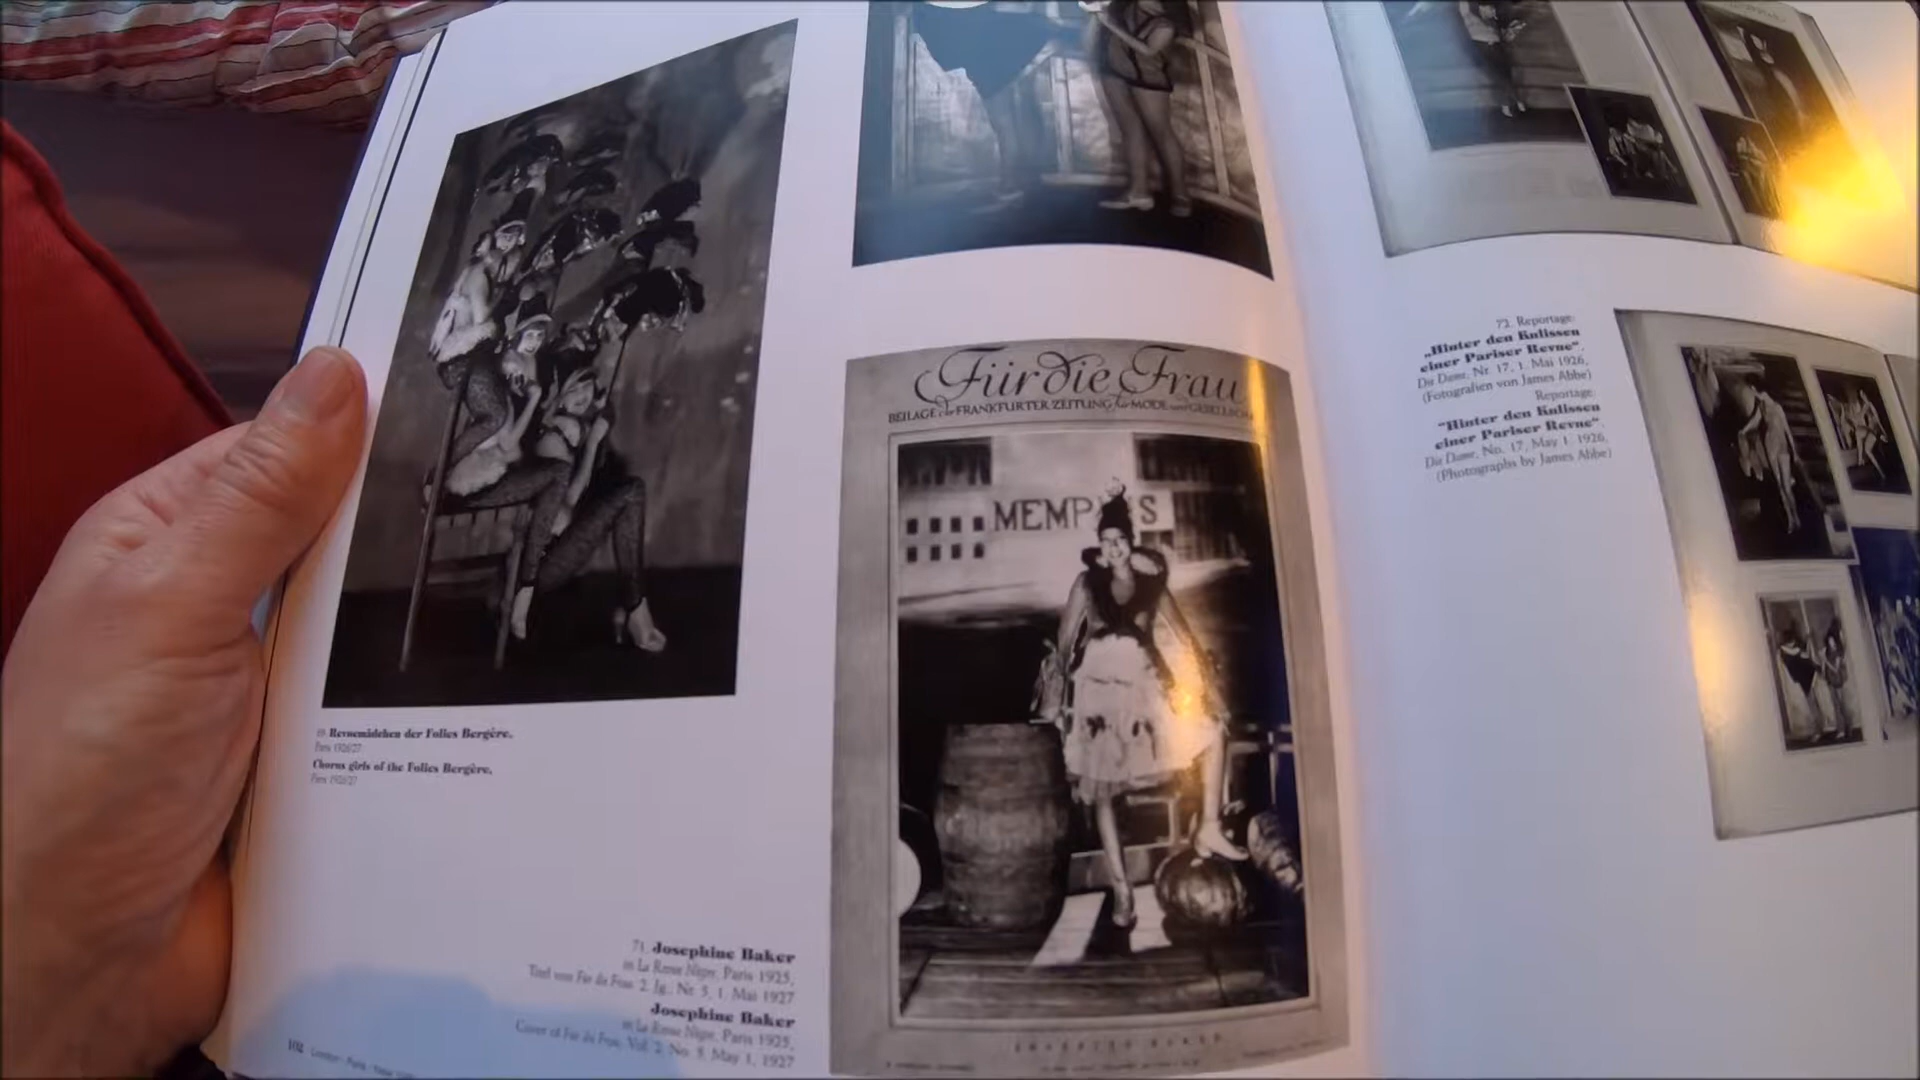 Revuemädchen der Folies Bergère,
Paris 1926/27
Chorus girls of the Folies Bergère,
Paris 1926/27
71 Josephine Baker
in La Revue Nègre, Paris 1925,
Titel von Für die Frau, 2. Jg., Nr. 5, 1. Mai 1927
Josephine Baker
in La Revue Nègre, Paris 1925,
Cover of Für die Frau, Vol. 2, No. 5, May 1, 1927
102 London · Paris · New York
Für die Frau
BEILAGE der FRANKFURTER ZEITUNG für MODE und
MEMP S
72. Reportage:
„Hinter den Kulissen
einer Pariser Revue“,
Die Dame, Nr. 17, 1. Mai 1926,
(Fotografien von James Abbe)
Reportage:
"Hinter den Kulissen
einer Pariser Revue",
Die Dame, No. 17, May 1, 1926,
(Photographs by James Abbe)